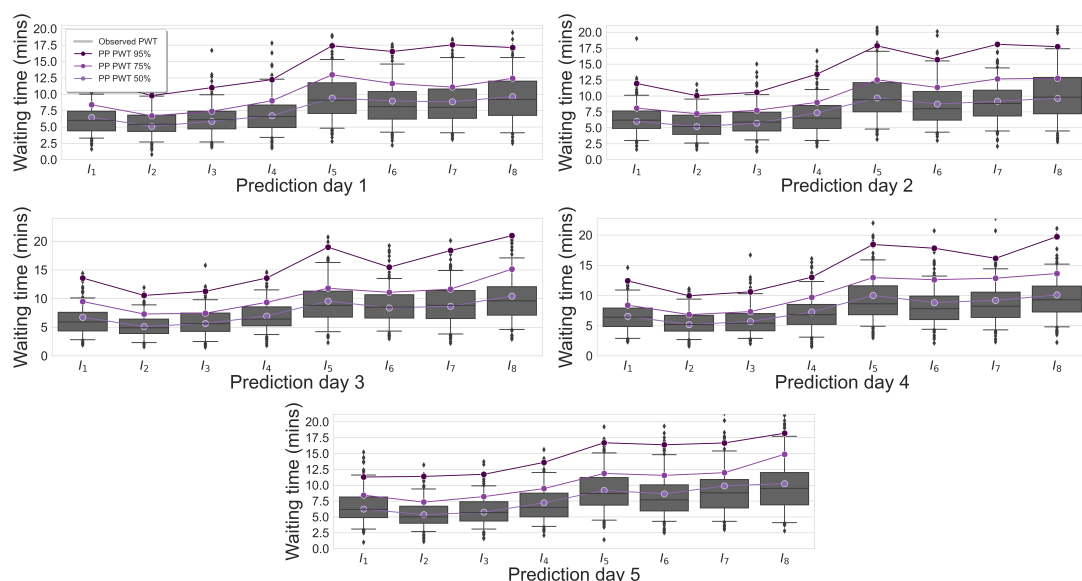 Waiting time (mins)
20.0
17.5
15.0
12.5
10.0
7.5
5.0
2.5
0.0
Observed PWT
PP PWT 95%
PP PWT 75%
PP PWT 50%
I1 I2 I3 I4 I5 I6 I7 I8
Prediction day 1
Waiting time (mins)
20.0
17.5
15.0
12.5
10.0
7.5
5.0
2.5
0.0
I1 I2 I3 I4 I5 I6 I7 I8
Prediction day 2
Waiting time (mins)
20
15
10
5
0
I1 I2 I3 I4 I5 I6 I7 I8
Prediction day 3
Waiting time (mins)
20
15
10
5
0
I1 I2 I3 I4 I5 I6 I7 I8
Prediction day 4
Waiting time (mins)
20.0
17.5
15.0
12.5
10.0
7.5
5.0
2.5
0.0
I1 I2 I3 I4 I5 I6 I7 I8
Prediction day 5